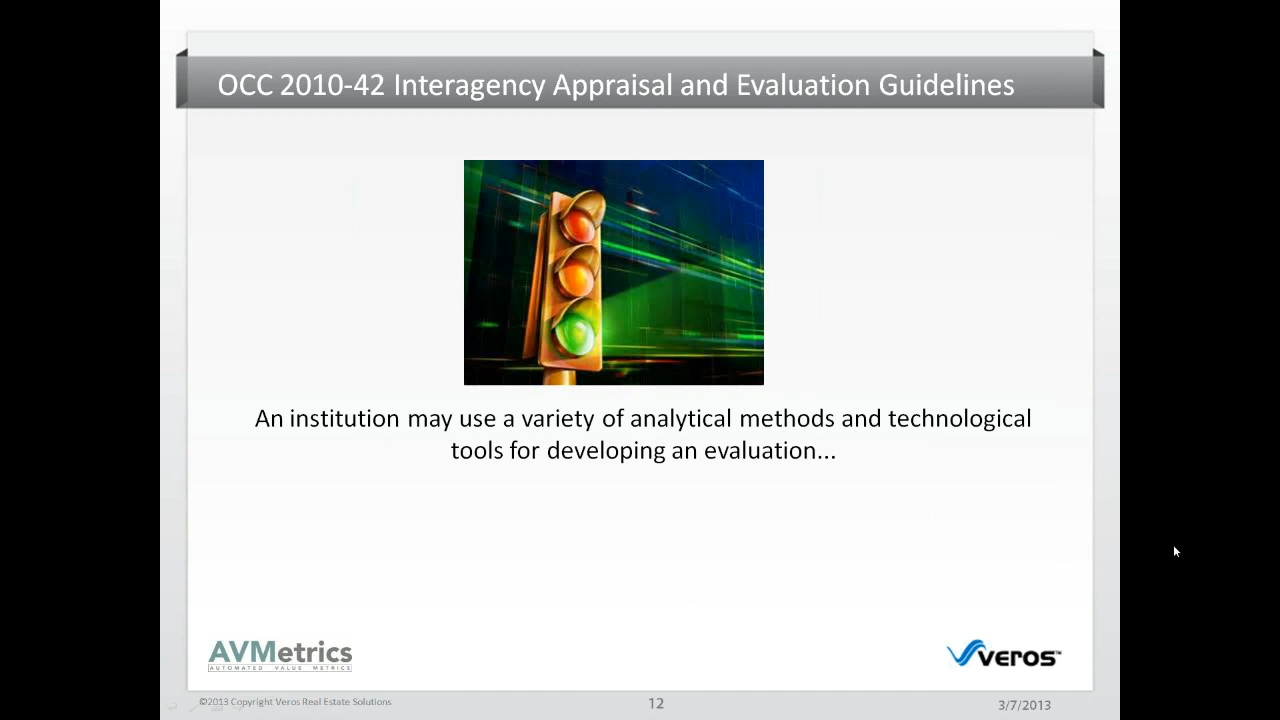 OCC 2010-42 Interagency Appraisal and Evaluation Guidelines
An institution may use a variety of analytical methods and technological
tools for developing an evaluation...
AVMetrics
AUTOMATED VALUE METRICS
VEROS™
©2013 Copyright Veros Real Estate Solutions
12
3/7/2013